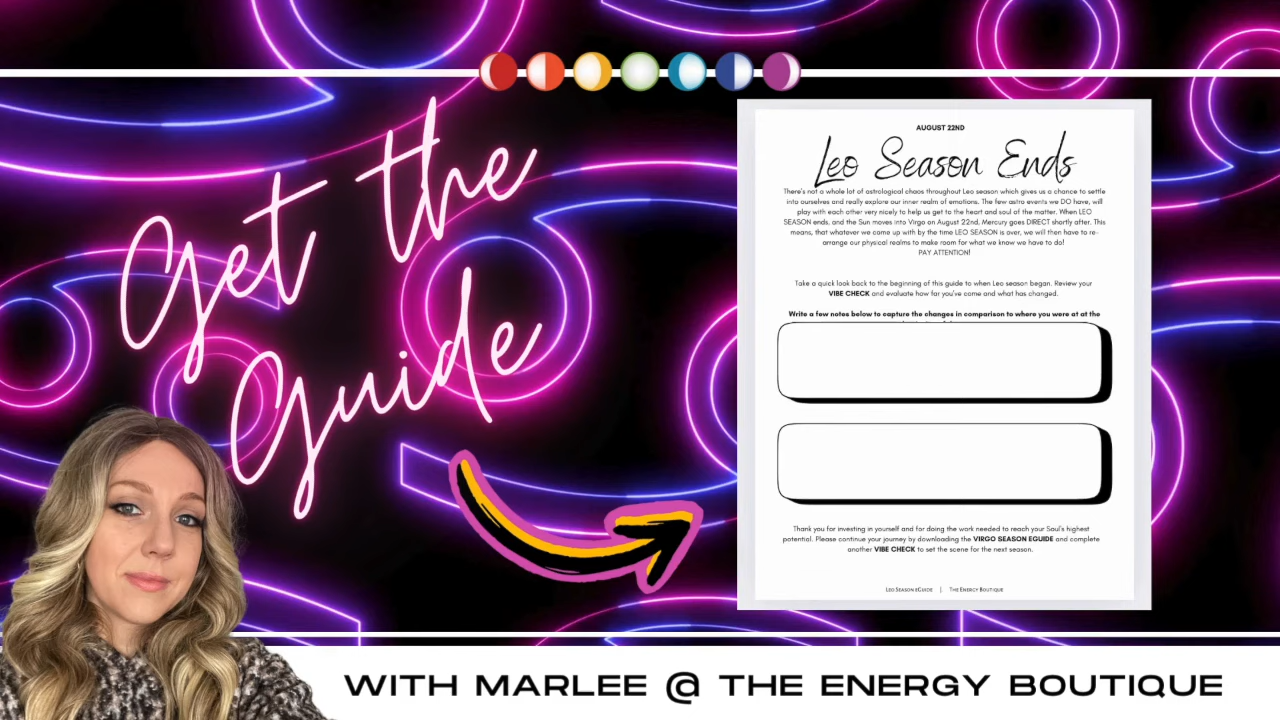 Get the
Guide
AUGUST 22ND
Leo Season Ends
There's not a whole lot of astrological chaos throughout Leo season which gives us a chance to settle
into ourselves and really explore our inner realm of emotions. The few astro events we DO have, will
play with each other very nicely to help us get to the heart and soul of the matter. When LEO
SEASON ends, and the Sun moves into Virgo on August 22nd, Mercury goes DIRECT shortly after. This
means, that whatever we came up with by the time LEO SEASON is over, we will then have to re-
arrange our physical realms to make room for what we know we have to do!
PAY ATTENTION!
Take a quick look back to the beginning of this guide to when Leo season began. Review your
VIBE CHECK and evaluate how far you've come and what has changed.
Write a few notes below to capture the changes in comparison to where you were at at the
Thank you for investing in yourself and for doing the work needed to reach your Soul's highest
potential. Please continue your journey by downloading the VIRGO SEASON EGUIDE and complete
another VIBE CHECK to set the scene for the next season.
LEO SEASON EGUIDE | THE ENERGY BOUTIQUE
WITH MARLEE @ THE ENERGY BOUTIQUE